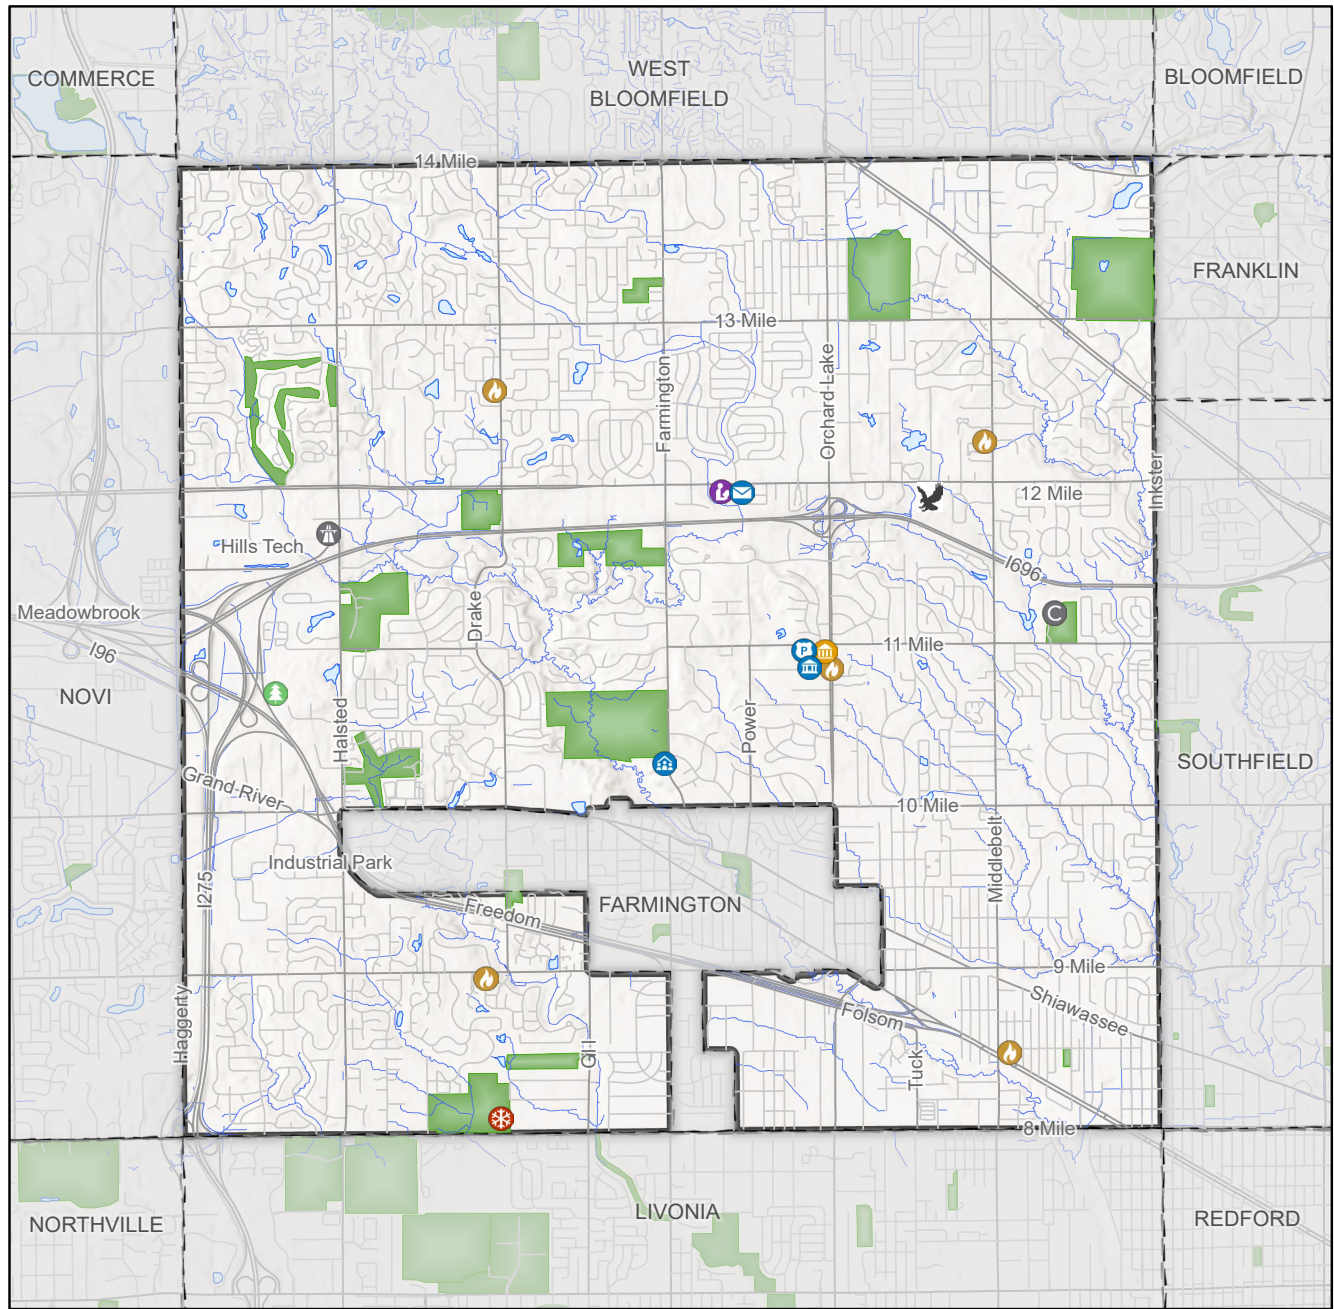 COMMERCE
WEST
BLOOMFIELD
BLOOMFIELD
14 Mile
FRANKLIN
13 Mile
Farmington
Orchard Lake
12 Mile
Inkster
Hills Tech
I696
Meadowbrook
Drake
C
P
11 Mile
I96
NOVI
Halsted
Power
SOUTHFIELD
Grand River
10 Mile
Industrial Park
Middlebelt
I275
FARMINGTON
Freedom
9 Mile
Shiawassee
Haggerty
Folsom
Gill
Tuck
8 Mile
NORTHVILLE
LIVONIA
REDFORD